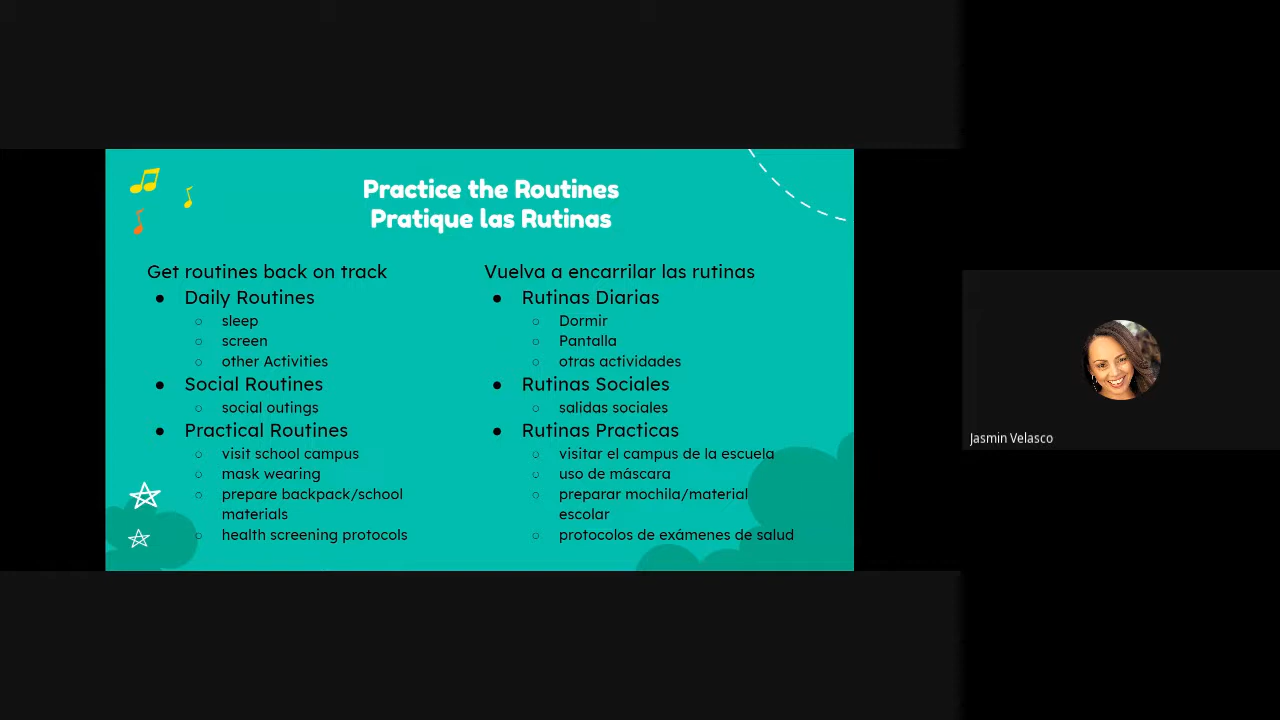 Practice the Routines
Pratique las Rutinas
Get routines back on track
Daily Routines
sleep
screen
other Activities
Social Routines
social outings
Practical Routines
visit school campus
mask wearing
prepare backpack/school
materials
health screening protocols
Vuelva a encarrilar las rutinas
Rutinas Diarias
Dormir
Pantalla
otras actividades
Rutinas Sociales
salidas sociales
Rutinas Practicas
visitar el campus de la escuela
uso de máscara
preparar mochila/material
escolar
protocolos de exámenes de salud
Jasmin Velasco